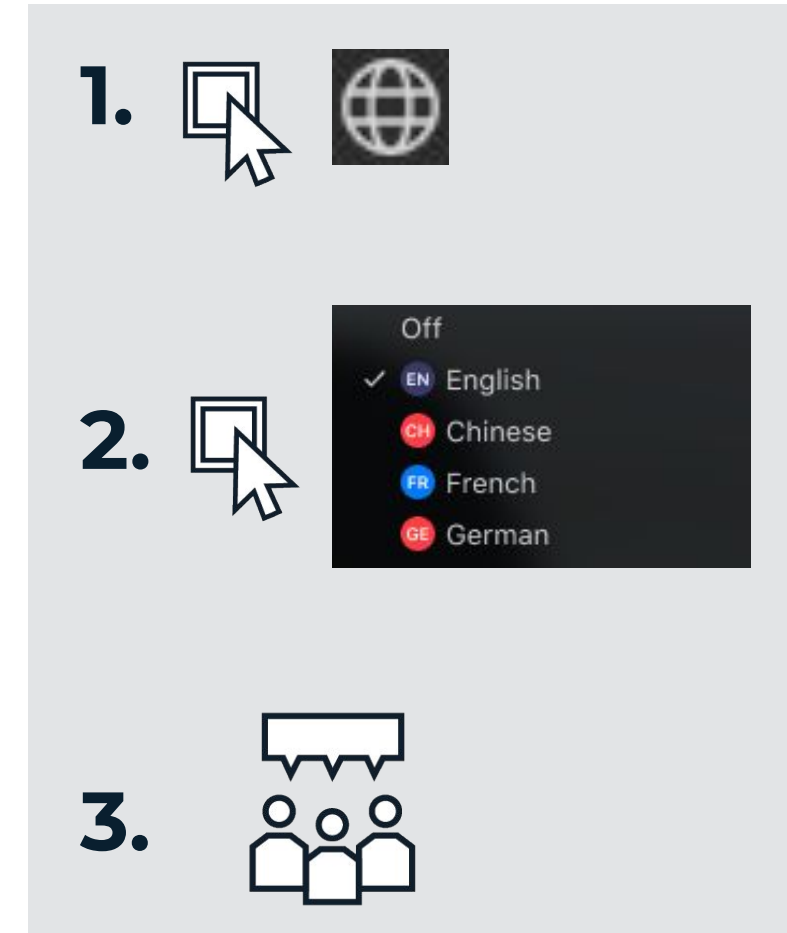 1.
Off
EN English
2.
CH Chinese
FR French
GE German
3.